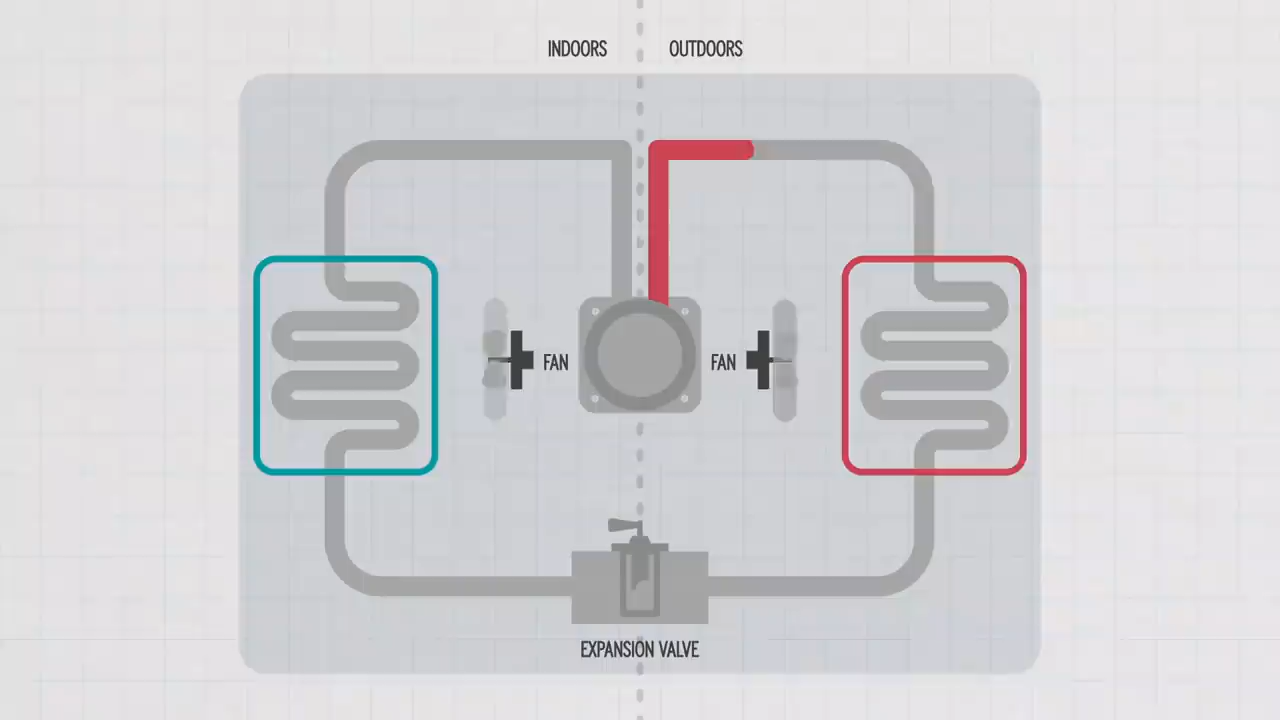 INDOORS
OUTDOORS
FAN
FAN
EXPANSION VALVE